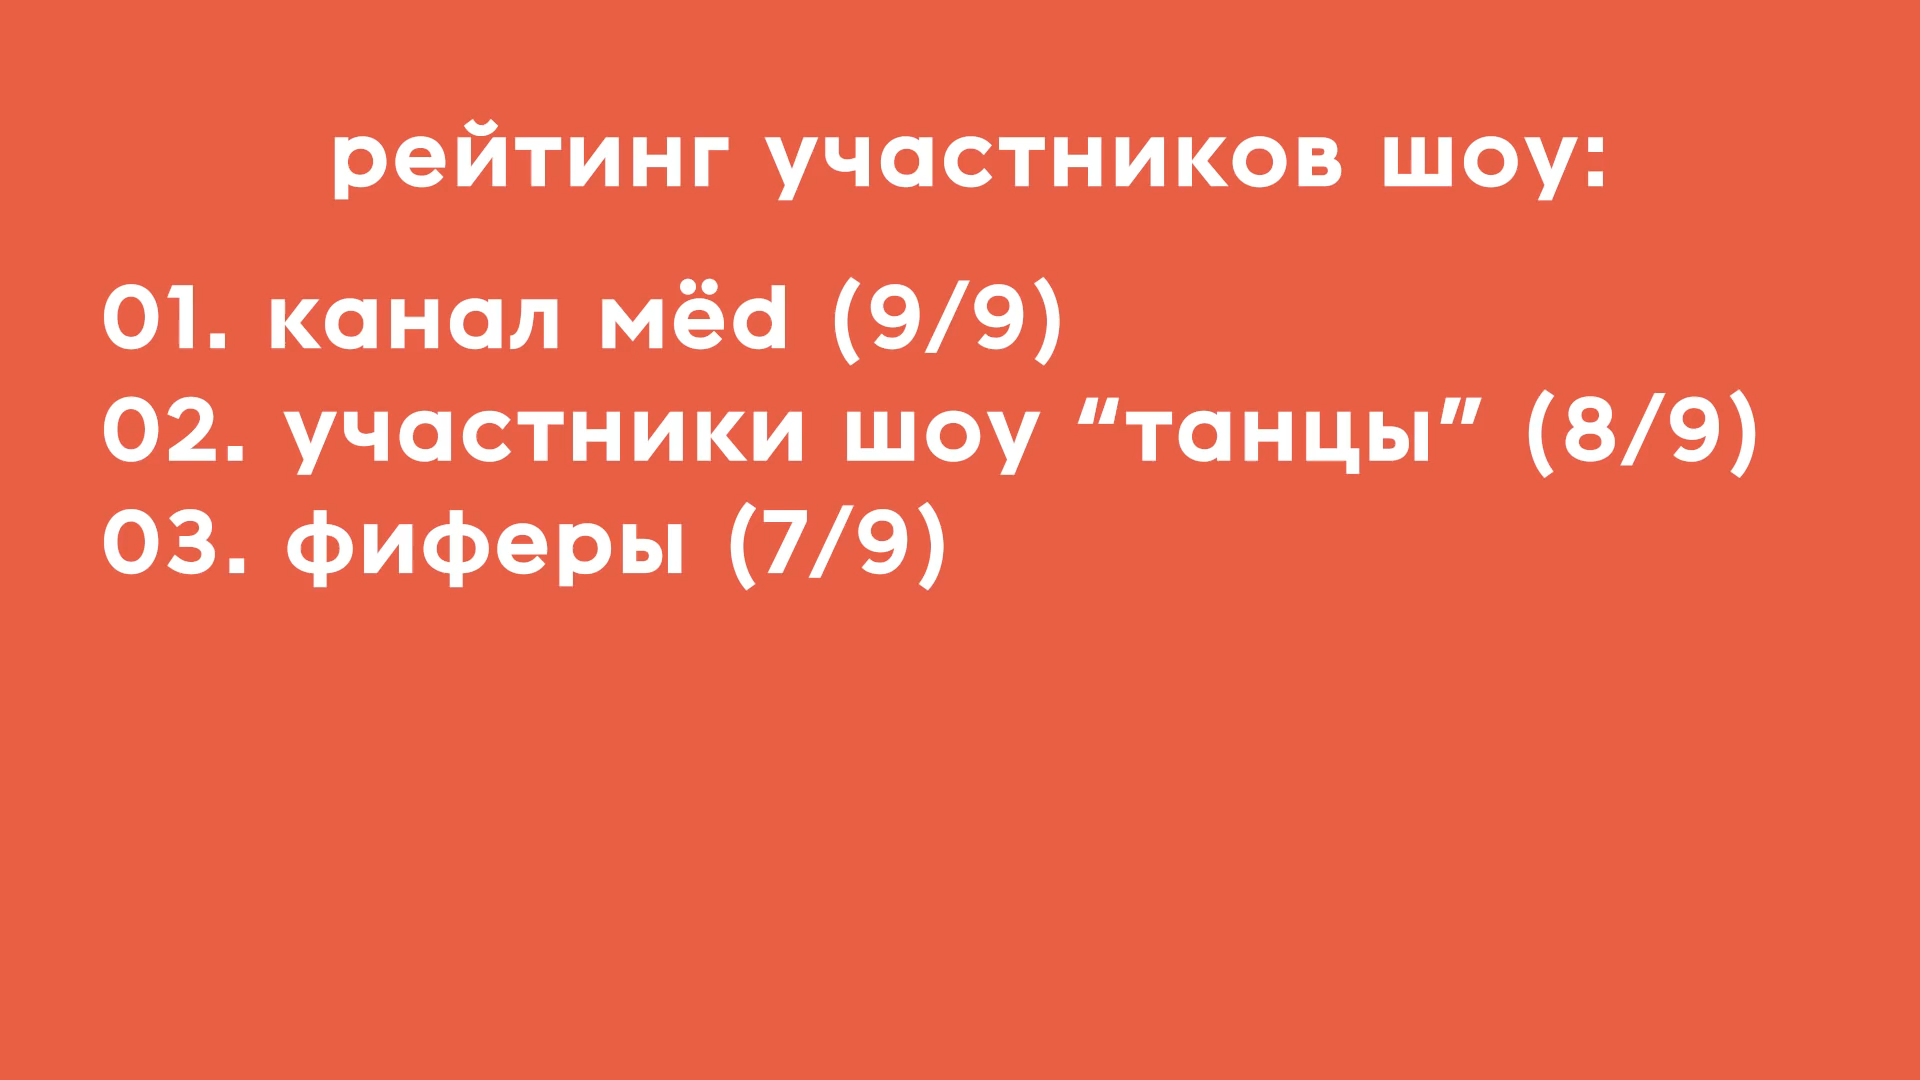 рейтинг участников шоу:
01. канал мёd (9/9)
02. участники шоу “танцы” (8/9)
03. фиферы (7/9)